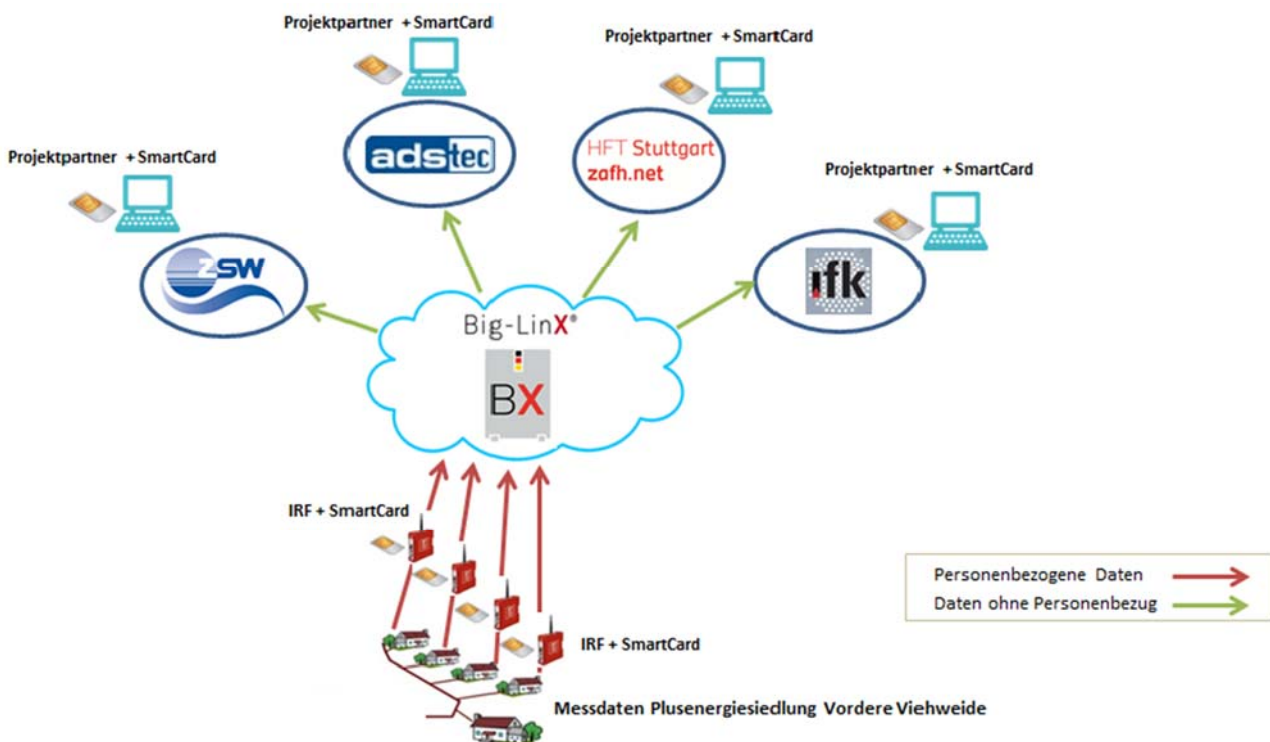 Projektpartner + SmartCard
Projektpartner + SmartCard
adstec
HFT Stuttgart
zafh.net
Projektpartner + SmartCard
Projektpartner + SmartCard
ZSW
ifk
Big-LinX®
BX
IRF + SmartCard
IRF + SmartCard
Personenbezogene Daten
Daten ohne Personenbezug
Messdaten Plusenergiesiedlung Vordere Viehweide